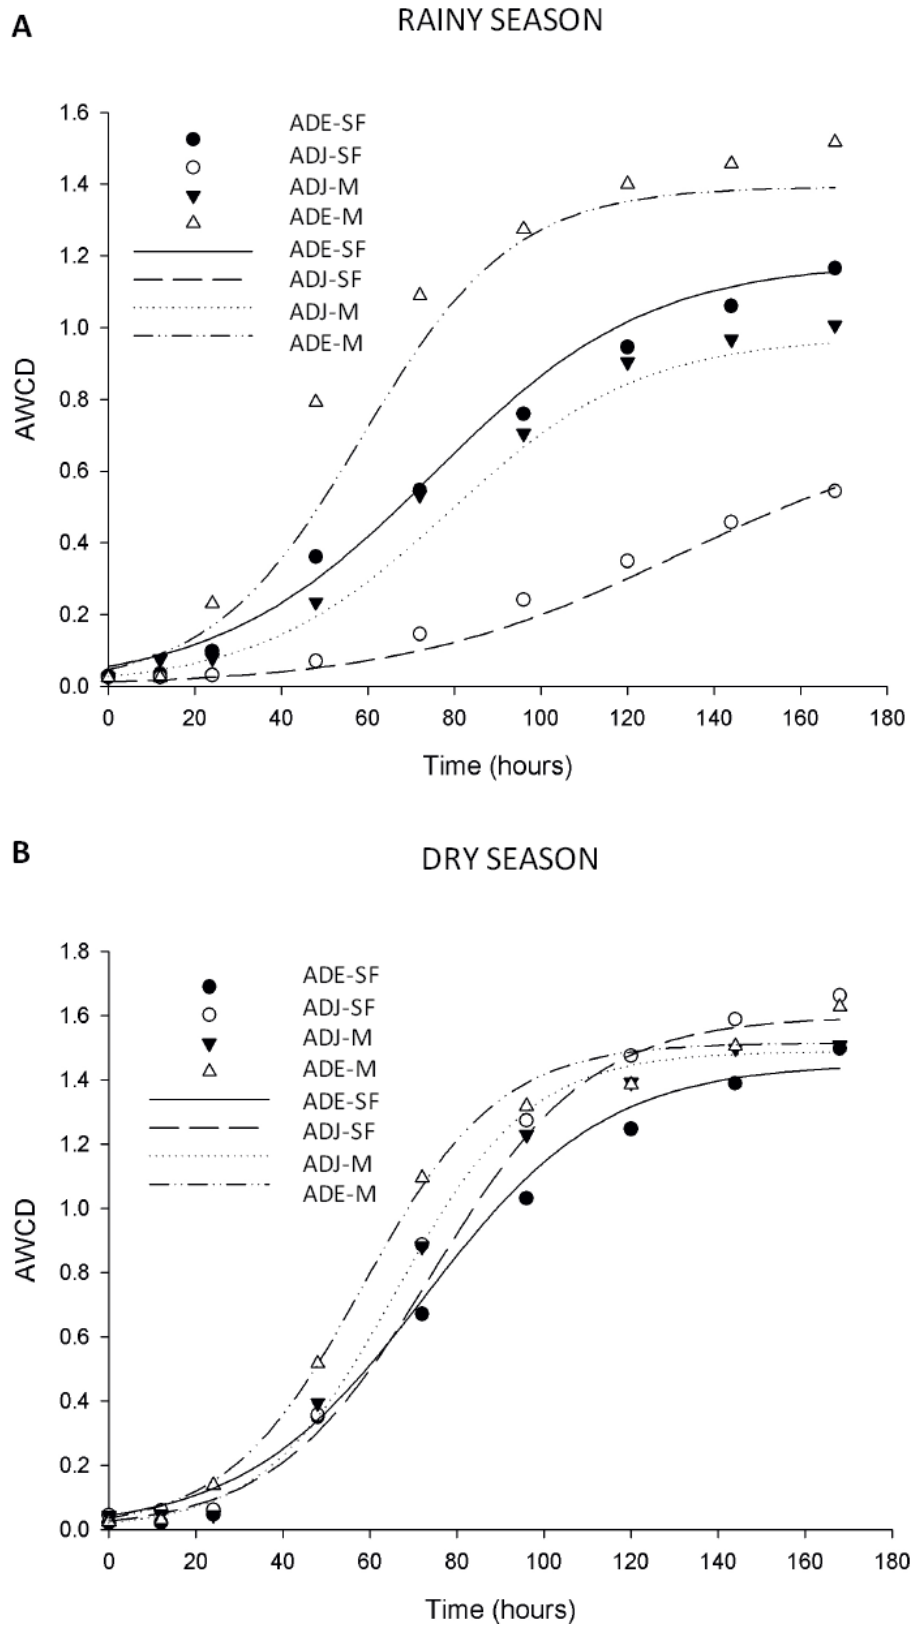 A
RAINY SEASON
1.6
1.4
1.2
1.0
0.8
0.6
0.4
0.2
0.0
AWCD
ADE-SF
ADJ-SF
ADJ-M
ADE-M
ADE-SF
ADJ-SF
ADJ-M
ADE-M
0 20 40 60 80 100 120 140 160 180
Time (hours)
B
DRY SEASON
1.8
1.6
1.4
1.2
1.0
0.8
0.6
0.4
0.2
0.0
AWCD
ADE-SF
ADJ-SF
ADJ-M
ADE-M
ADE-SF
ADJ-SF
ADJ-M
ADE-M
0 20 40 60 80 100 120 140 160 180
Time (hours)